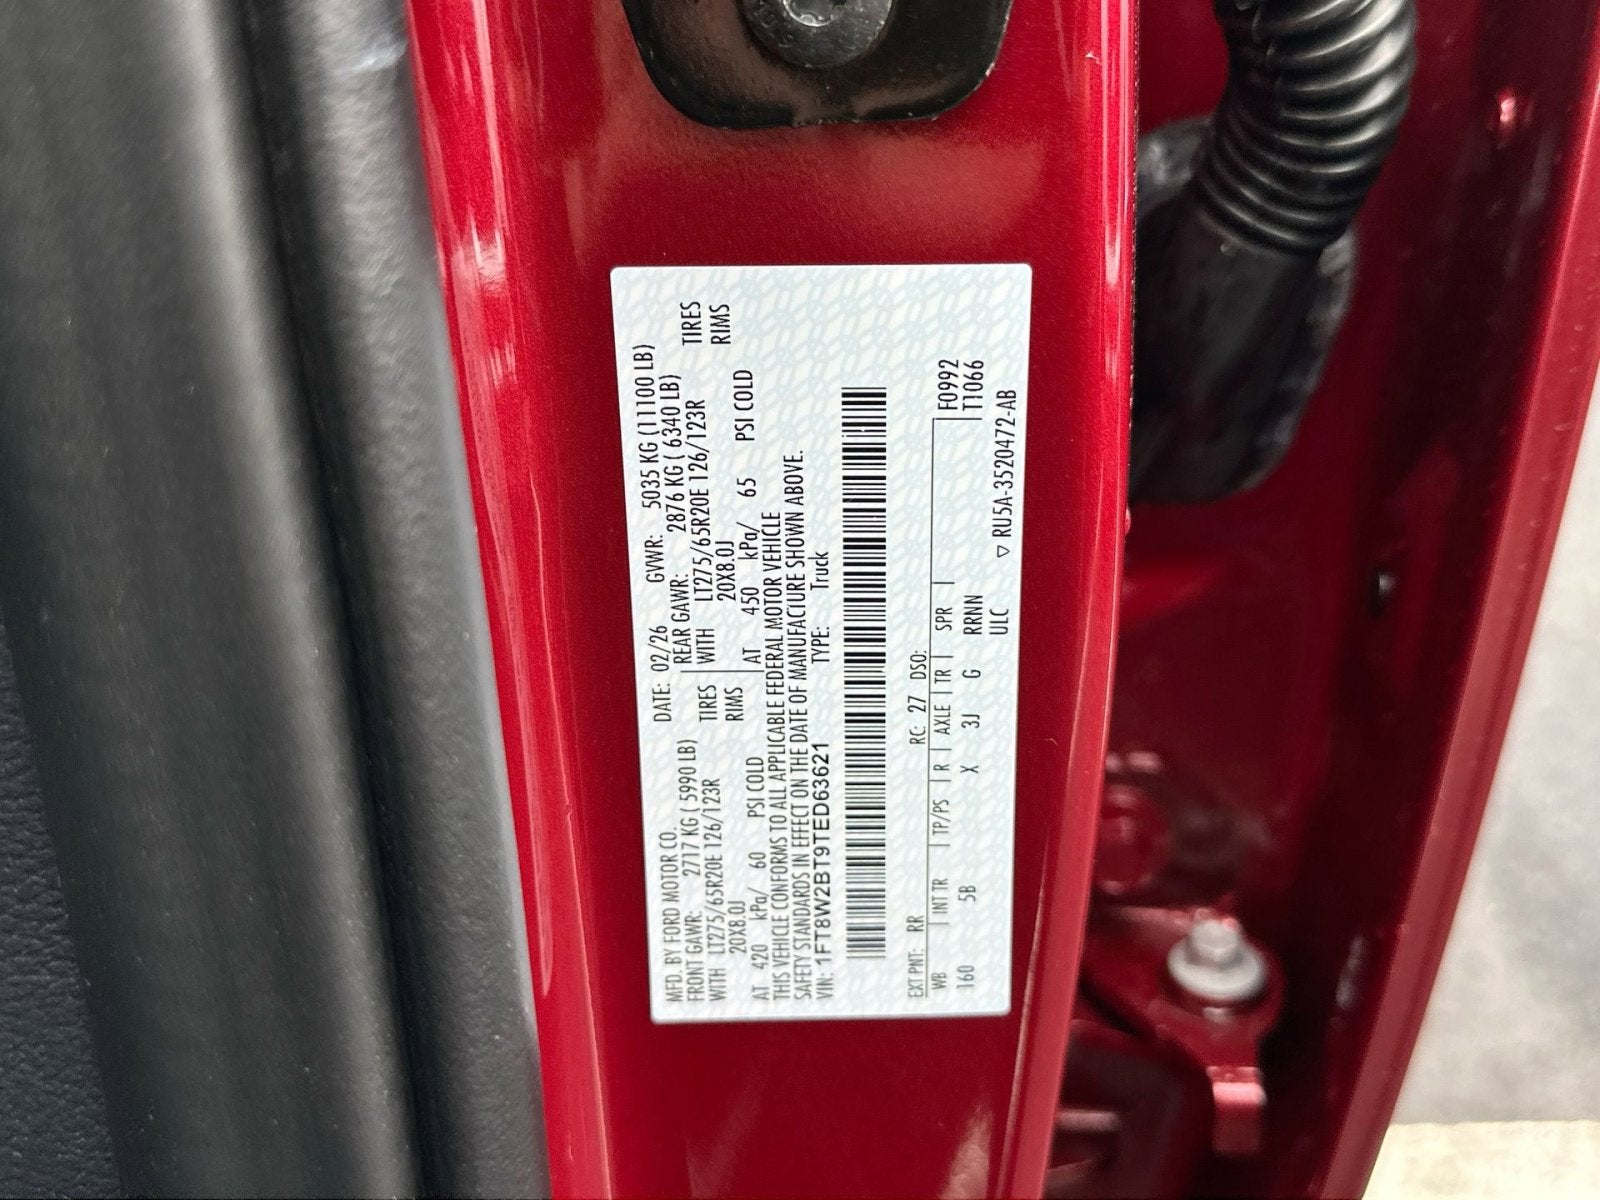 MFD. BY FORD MOTOR CO.
DATE: 02/26 GVWR: 5035 KG (11100 LB)
FRONT GAWR: 2717 KG ( 5990 LB)
REAR GAWR: 2876 KG ( 6340 LB)
WITH LT275/65R20E 126/123R TIRES
WITH LT275/65R20E 126/123R TIRES
20X8.0J RIMS
20X8.0J RIMS
AT 420 kPa/ 60 PSI COLD
AT 450 kPa/ 65 PSI COLD
THIS VEHICLE CONFORMS TO ALL APPLICABLE FEDERAL MOTOR VEHICLE
SAFETY STANDARDS IN EFFECT ON THE DATE OF MANUFACTURE SHOWN ABOVE.
VIN: 1FT8W2BT9TED63621 TYPE: Truck
EXT PNT: RR RC: 27 DSO:
WB INT TR TP/PS R AXLE TR SPR F0992
160 5B X 3J G RRNN T1066
ULC ▽ RU5A-3520472-AB